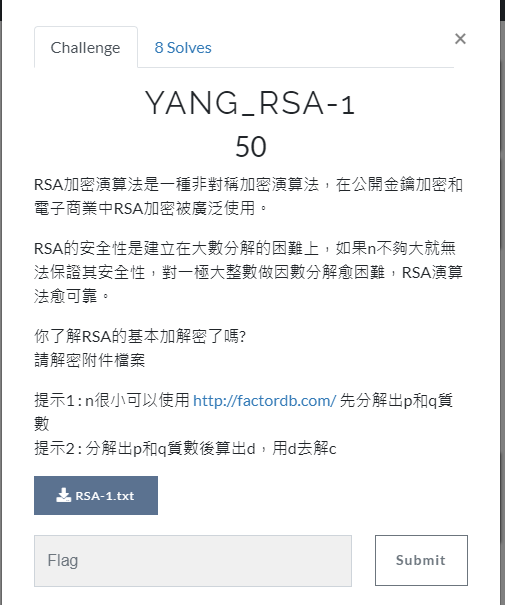 Challenge
8 Solves
×
YANG_RSA-1
50
RSA加密演算法是一種非對稱加密演算法，在公開金鑰加密和
電子商業中RSA加密被廣泛使用。
RSA的安全性是建立在大數分解的困難上，如果n不夠大就無
法保證其安全性，對一極大整數做因數分解愈困難，RSA演算
法愈可靠。
你了解RSA的基本加解密了嗎?
請解密附件檔案
提示1 : n很小可以使用 http://factordb.com/ 先分解出p和q質
數
提示2 : 分解出p和q質數後算出d，用d去解c
RSA-1.txt
Flag
Submit